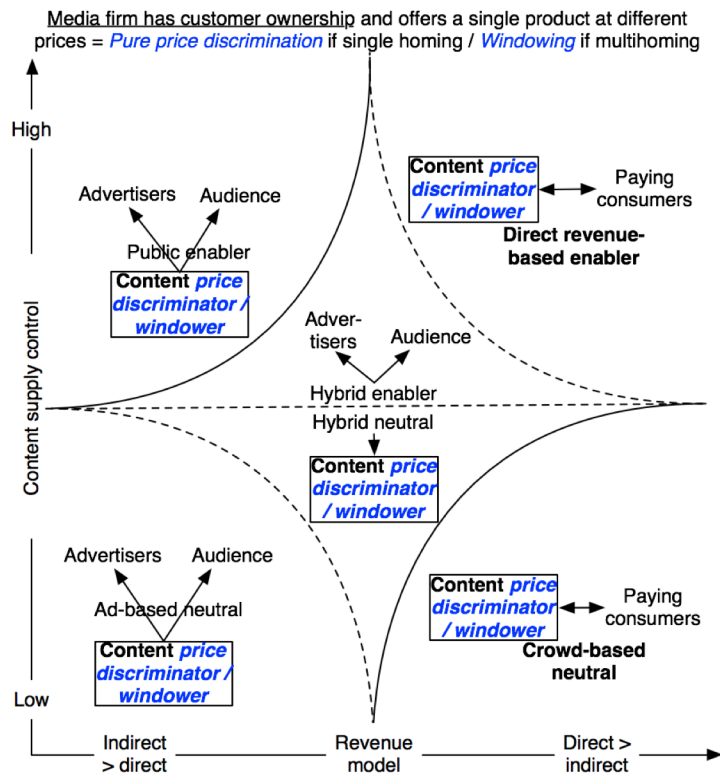 Media firm has customer ownership and offers a single product at different
prices = Pure price discrimination if single homing / Windowing if multihoming
High
Content price
discriminator
/ windower
Paying
consumers
Direct revenue-
based enabler
Advertisers
Audience
Public enabler
Content price
discriminator /
windower
Adver-
tisers
Audience
Hybrid enabler
Content supply control
Hybrid neutral
Content price
discriminator
/ windower
Advertisers
Audience
Ad-based neutral
Content price
discriminator /
windower
Content price
discriminator
/ windower
Paying
consumers
Crowd-based
neutral
Low
Indirect
> direct
Revenue
model
Direct >
indirect